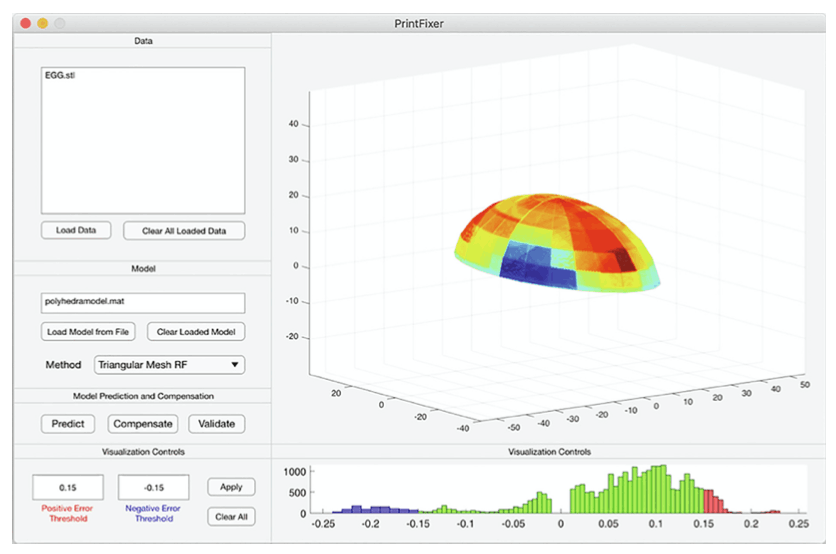 PrintFixer
Data
EGG.stl
Load Data
Clear All Loaded Data
Model
polyhedramodel.mat
Load Model from File
Clear Loaded Model
Method
Triangular Mesh RF
Model Prediction and Compensation
Predict
Compensate
Validate
Visualization Controls
0.15
-0.15
Apply
Positive Error
Threshold
Negative Error
Threshold
Clear All
40
30
20
10
0
-10
-20
20
0
-20
-40
-50
-40
-30
-20
-10
0
10
20
30
40
50
Visualization Controls
1000
500
0
-0.25
-0.2
-0.15
-0.1
-0.05
0
0.05
0.1
0.15
0.2
0.25